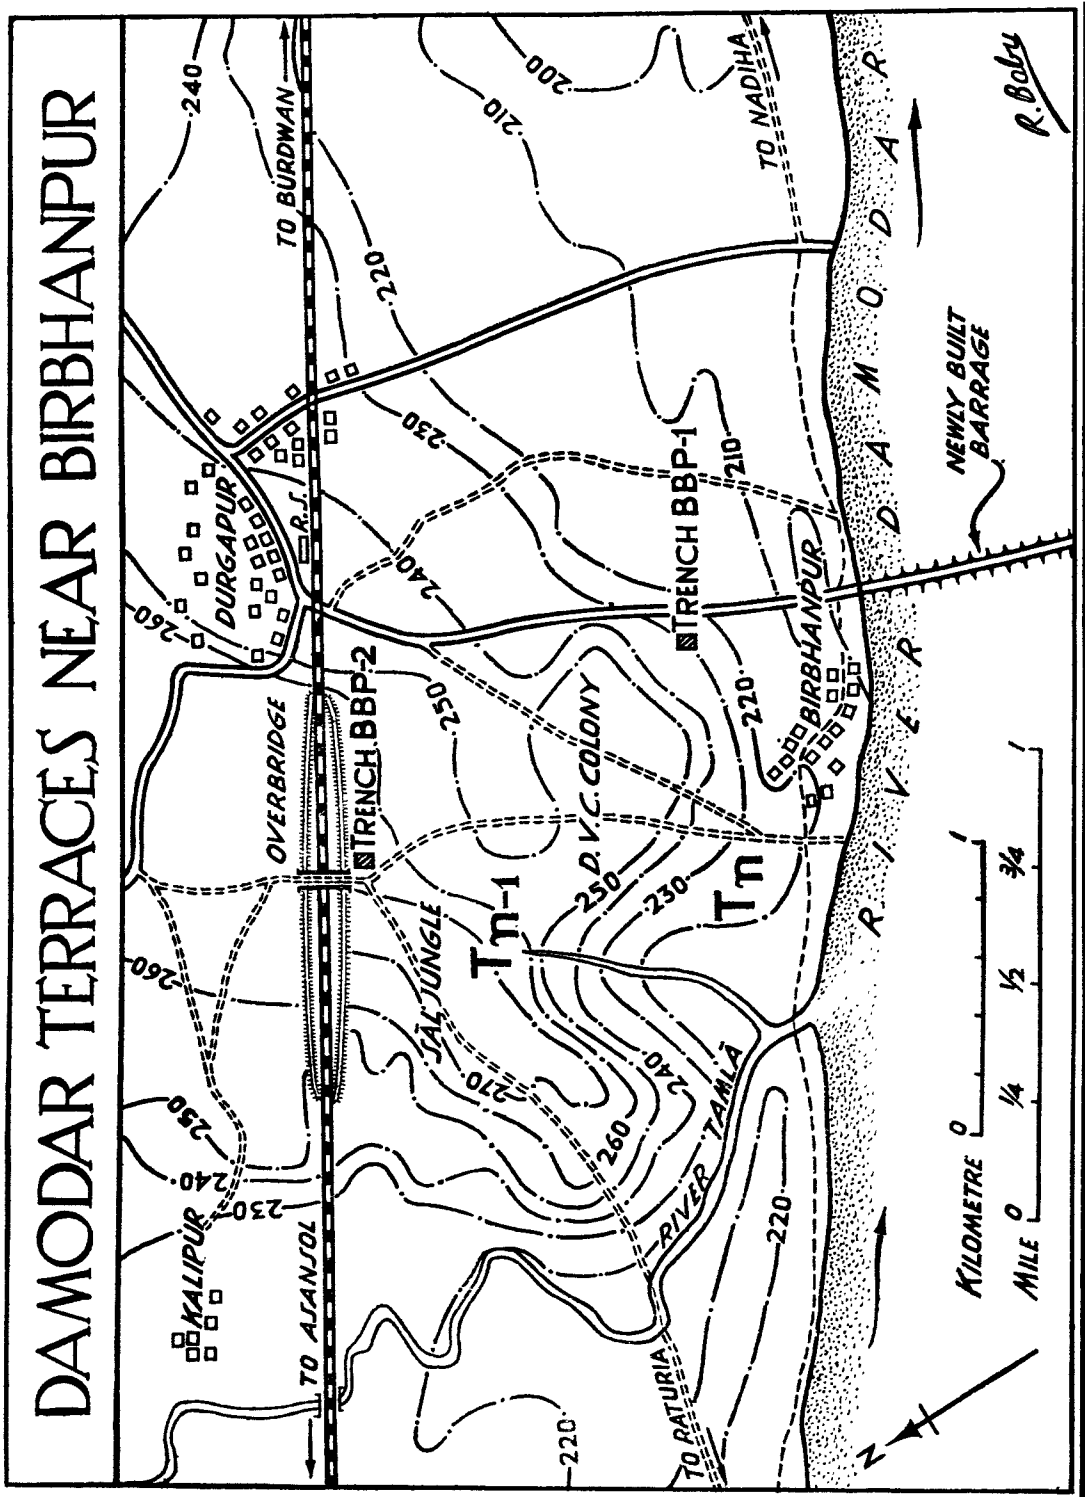 DAMODAR TERRACES NEAR BIRBHANPUR
240
TO BURDWAN
260
DURGAPUR
R.S.
OVERBRIDGE
260
250
240
230
KALIPUR
TO ASANSOL
220
230
240
TRENCH BBP-2
250
SĀL JUNGLE
270
Tn-1
200
210
TRENCH BBP-1
D.V.C. COLONY
250
230
240
260
Tn
210
220
220
220
TO NADIHA
BIRBHANPUR
RIVER TAMLĀ
TO RATURIA
RIVER DAMODAR
NEWLY BUILT
BARRAGE
R. Babu
N
KILOMETRE 0 1
MILE 0 1/4 1/2 3/4 1